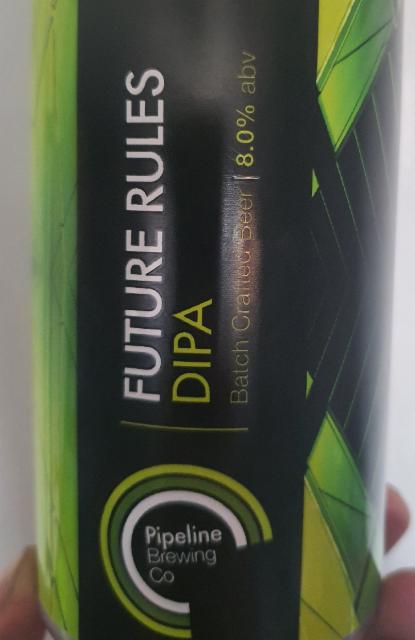 FUTURE RULES
DIPA
Batch Crafted Beer | 8.0% abv
Pipeline
Brewing
Co